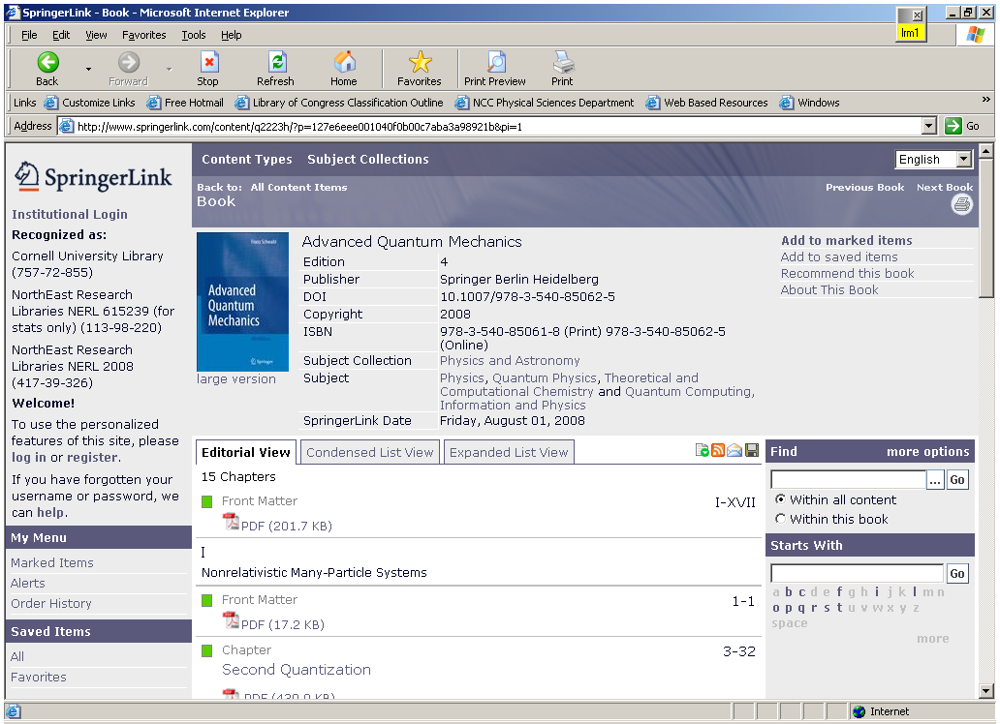 SpringerLink - Book - Microsoft Internet Explorer
lrm1
File Edit View Favorites Tools Help
Back Forward Stop Refresh Home Favorites Print Preview Print
Links Customize Links Free Hotmail Library of Congress Classification Outline NCC Physical Sciences Department Web Based Resources Windows »
Address http://www.springerlink.com/content/q2223h/?p=127e6eee001040f0b00c7aba3a98921b&pi=1 Go
SpringerLink
Institutional Login
Recognized as:
Cornell University Library
(757-72-855)
NorthEast Research
Libraries NERL 615239 (for
stats only) (113-98-220)
NorthEast Research
Libraries NERL 2008
(417-39-326)
Welcome!
To use the personalized
features of this site, please
log in or register.
If you have forgotten your
username or password, we
can help.
My Menu
Marked Items
Alerts
Order History
Saved Items
All
Favorites
Content Types Subject Collections English
Back to: All Content Items Previous Book Next Book
Book
Franz Schwabl
Advanced
Quantum
Mechanics
Springer
large version
Advanced Quantum Mechanics
Edition 4
Publisher Springer Berlin Heidelberg
DOI 10.1007/978-3-540-85062-5
Copyright 2008
ISBN 978-3-540-85061-8 (Print) 978-3-540-85062-5
(Online)
Subject Collection Physics and Astronomy
Subject Physics, Quantum Physics, Theoretical and
Computational Chemistry and Quantum Computing,
Information and Physics
SpringerLink Date Friday, August 01, 2008
Add to marked items
Add to saved items
Recommend this book
About This Book
Editorial View Condensed List View Expanded List View
15 Chapters
Front Matter I-XVII
PDF (201.7 KB)
I
Nonrelativistic Many-Particle Systems
Front Matter 1-1
PDF (17.2 KB)
Chapter 3-32
Second Quantization
PDF (430.0 KB)
Find more options
... Go
Within all content
Within this book
Starts With
Go
a b c d e f g h i j k l m n
o p q r s t u v w x y z
space
more
Internet